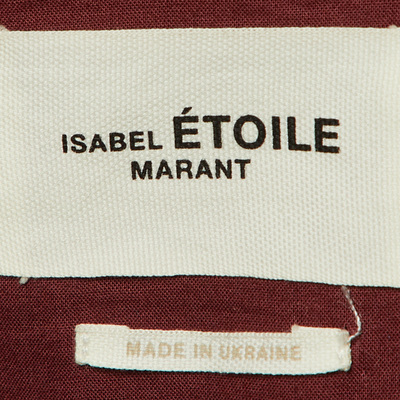 ISABEL ÉTOILE
MARANT
MADE IN UKRAINE